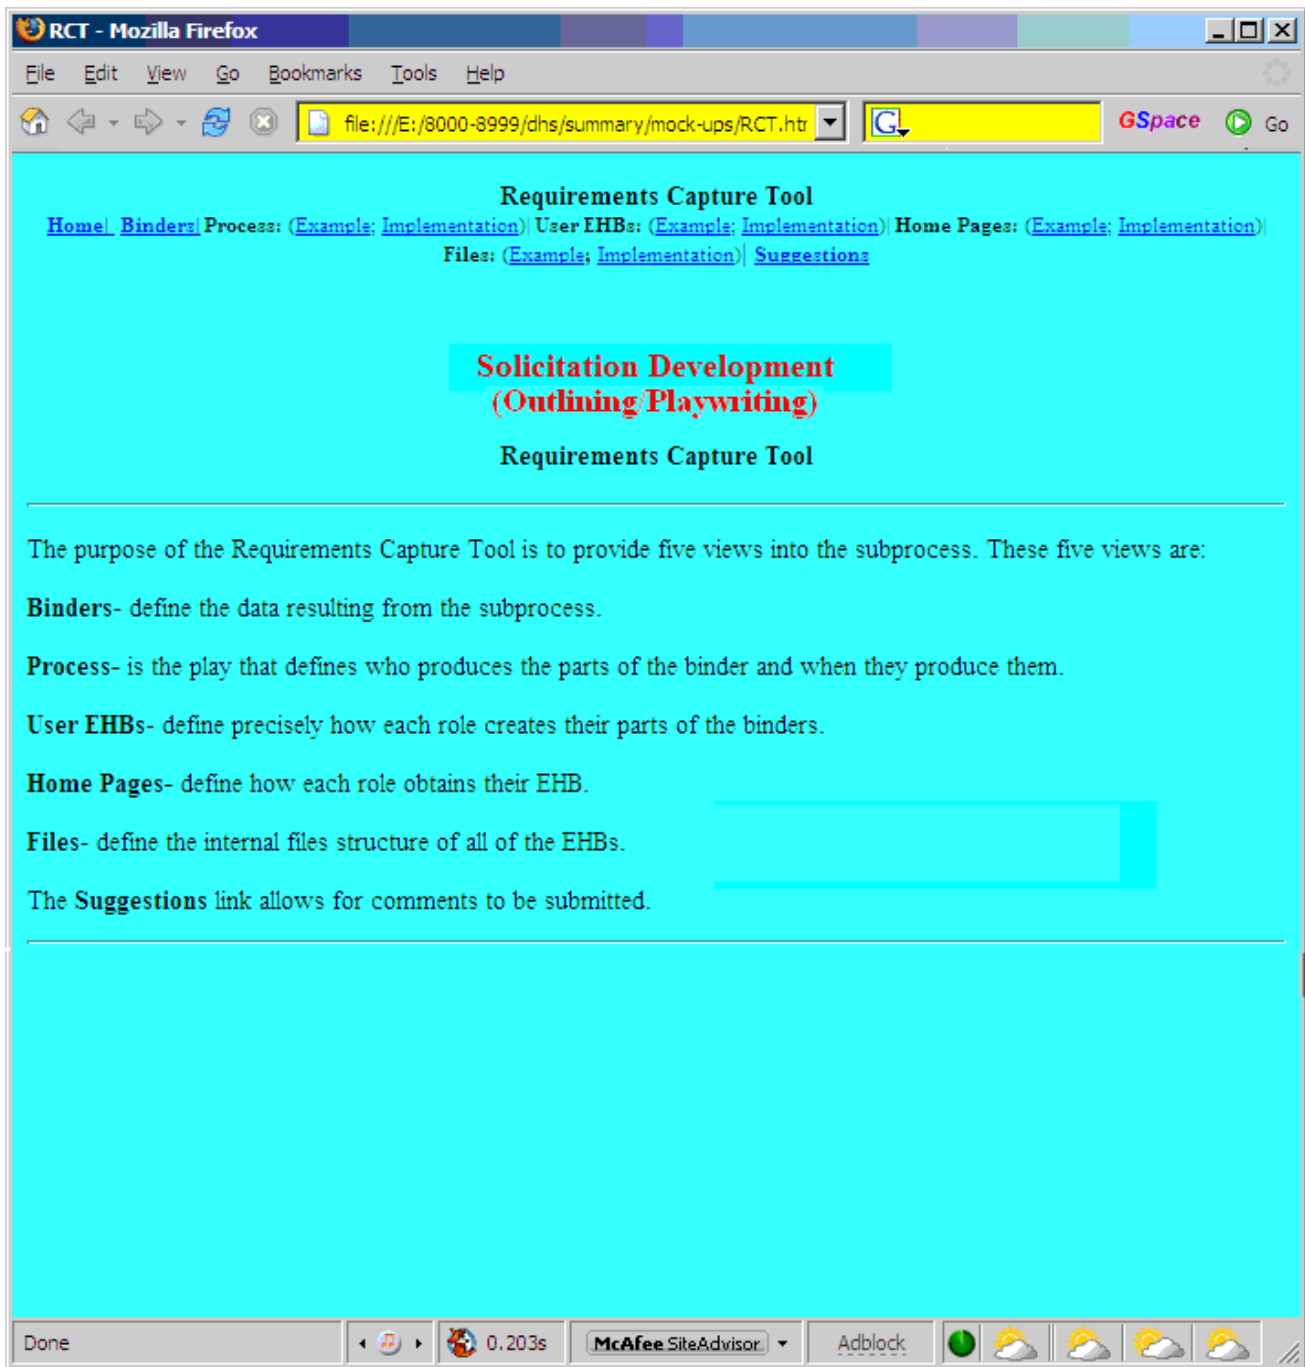 RCT - Mozilla Firefox
File Edit View Go Bookmarks Tools Help
file:///E:/8000-8999/dhs/summary/mock-ups/RCT.htr G GSpace Go
Requirements Capture Tool
Home| Binders| Process: (Example; Implementation)| User EHBs: (Example; Implementation)| Home Pages: (Example; Implementation)|
Files: (Example; Implementation)| Suggestions
Solicitation Development
(Outlining/Playwriting)
Requirements Capture Tool
The purpose of the Requirements Capture Tool is to provide five views into the subprocess. These five views are:
Binders- define the data resulting from the subprocess.
Process- is the play that defines who produces the parts of the binder and when they produce them.
User EHBs- define precisely how each role creates their parts of the binders.
Home Pages- define how each role obtains their EHB.
Files- define the internal files structure of all of the EHBs.
The Suggestions link allows for comments to be submitted.
Done 0.203s McAfee SiteAdvisor Adblock